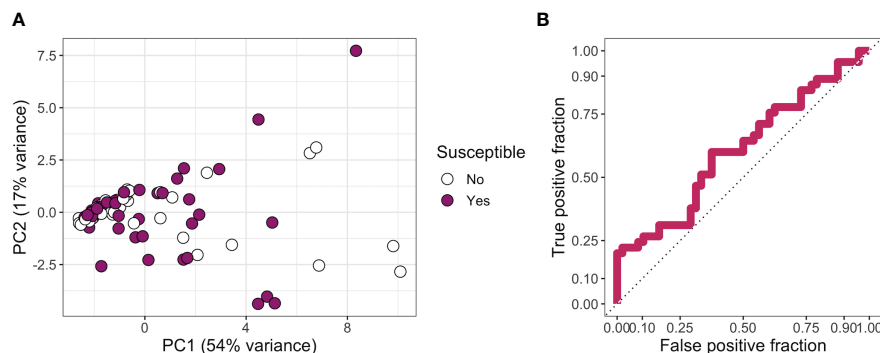 A
7.5
5.0
2.5
0.0
-2.5
PC2 (17% variance)
0
4
8
PC1 (54% variance)
Susceptible
No
Yes
B
1.00
0.90
0.75
0.50
0.25
0.00
True positive fraction
0.00 0.10 0.25 0.50 0.75 0.90 1.00
False positive fraction